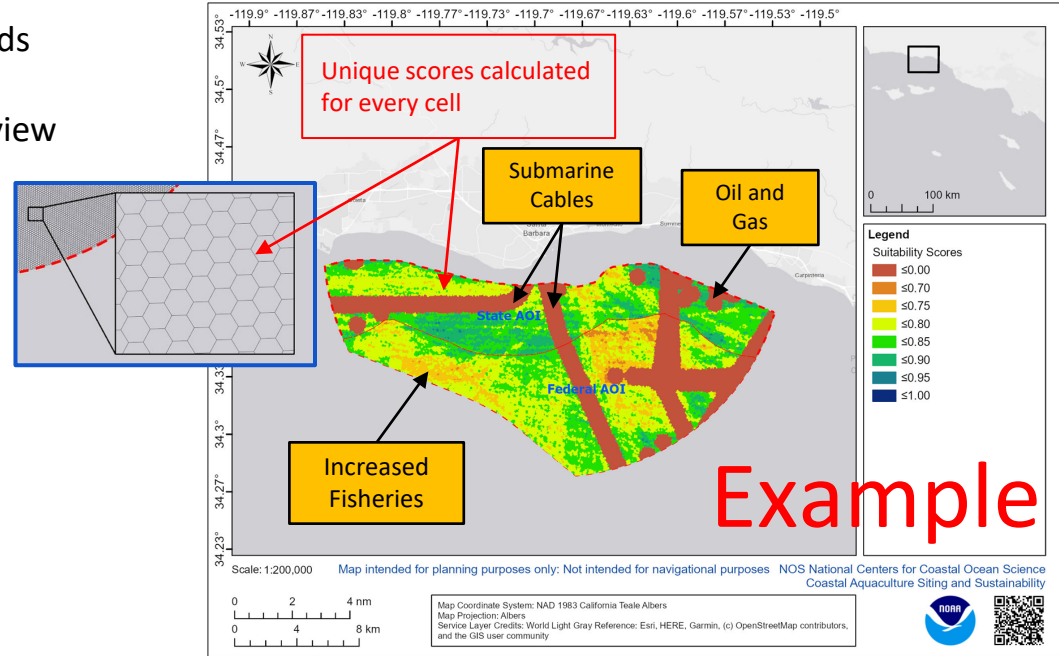 ds
view
-119.9° -119.87° -119.83° -119.8° -119.77° -119.73° -119.7° -119.67° -119.63° -119.6° -119.57° -119.53° -119.5°
34.53°
34.5°
34.47°
34.3°
34.27°
34.23°
N
W
E
S
Unique scores calculated
for every cell
Submarine
Cables
Oil and
Gas
Barbara
Carpinteria
State AOI
Federal AOI
Increased
Fisheries
0 100 km
Legend
Suitability Scores
≤0.00
≤0.70
≤0.75
≤0.80
≤0.85
≤0.90
≤0.95
≤1.00
Example
Scale: 1:200,000 Map intended for planning purposes only: Not intended for navigational purposes NOS National Centers for Coastal Ocean Science
Coastal Aquaculture Siting and Sustainability
0 2 4 nm
0 4 8 km
Map Coordinate System: NAD 1983 California Teale Albers
Map Projection: Albers
Service Layer Credits: World Light Gray Reference: Esri, HERE, Garmin, (c) OpenStreetMap contributors,
and the GIS user community
NOAA